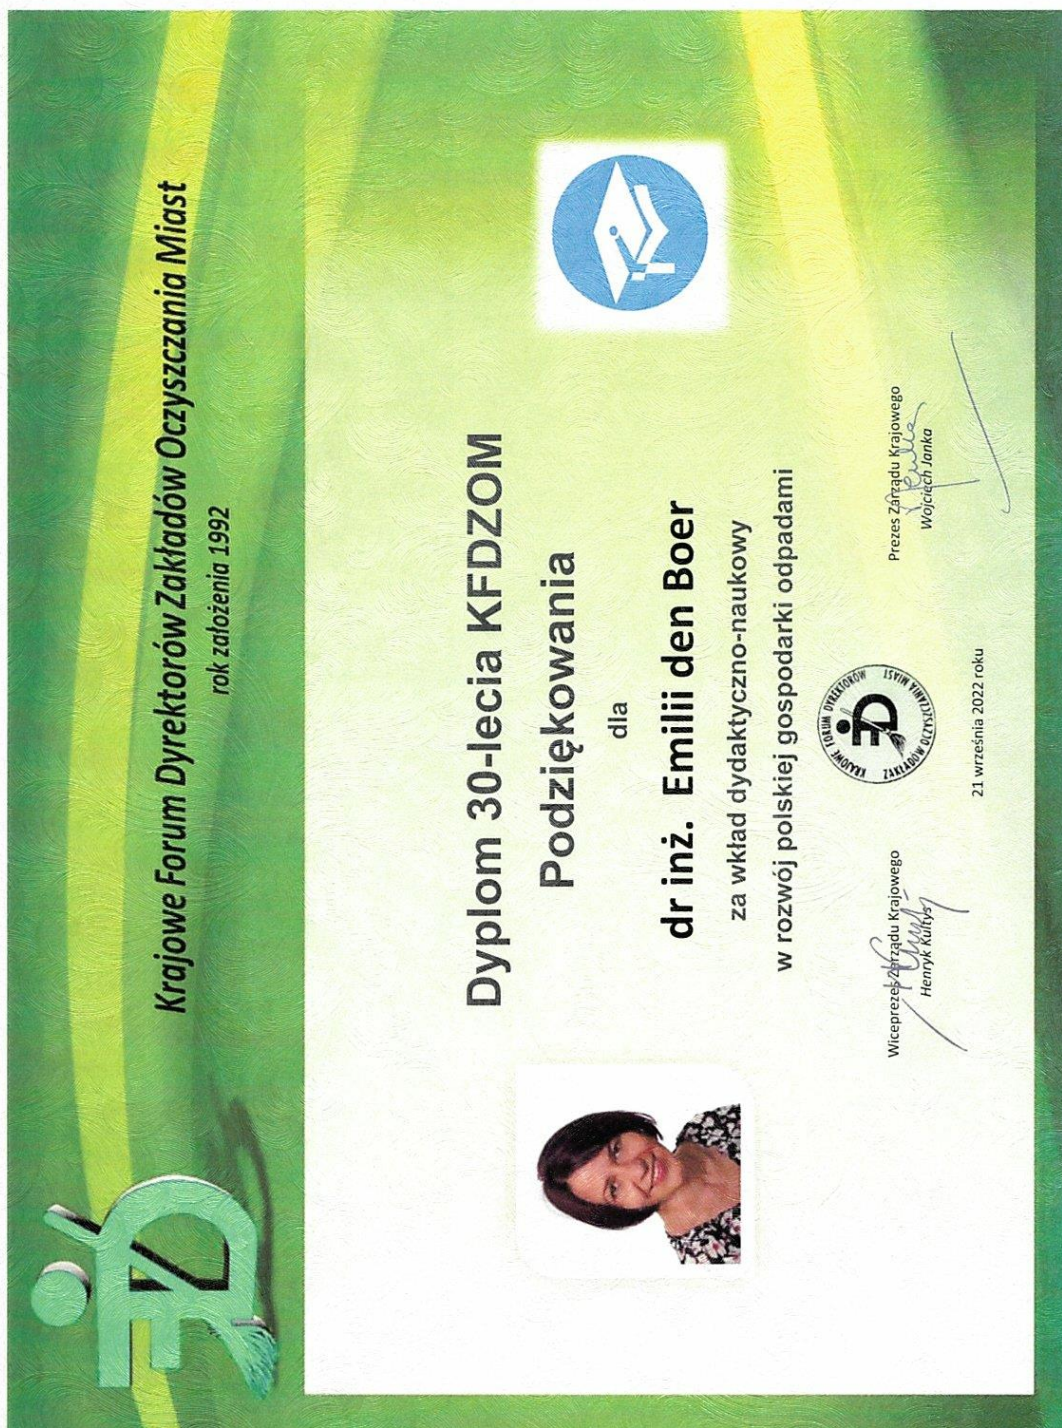 Krajowe Forum Dyrektorów Zakładów Oczyszczania Miast
rok założenia 1992
Dyplom 30-lecia KFDZOM
Podziękowania
dla
dr inż. Emilii den Boer
za wkład dydaktyczno-naukowy
w rozwój polskiej gospodarki odpadami
KRAJOWE FORUM DYREKTORÓW
ZAKŁADÓW OCZYSZCZANIA MIAST
Wiceprezes Zarządu Krajowego
Henryk Kultys
Prezes Zarządu Krajowego
Wojciech Janka
21 września 2022 roku